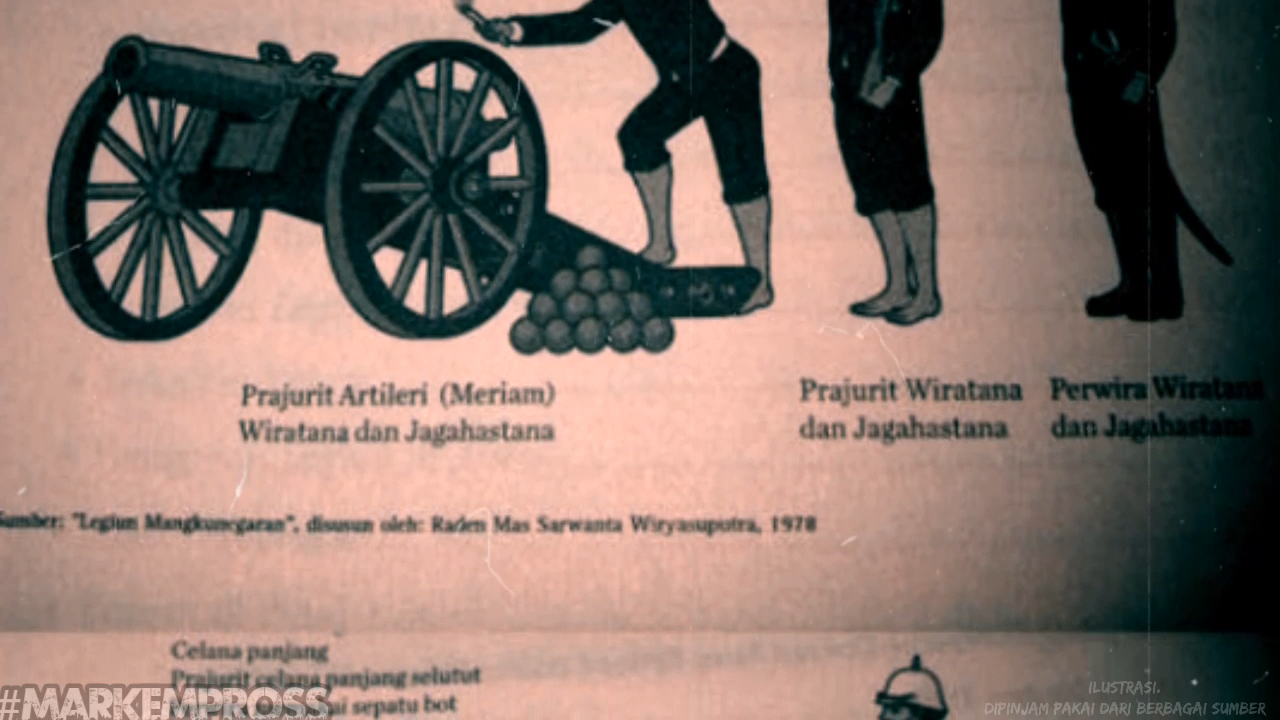 Prajurit Artileri (Meriam)
Wiratana dan Jagahastana
Prajurit Wiratana
dan Jagahastana
Perwira Wiratana
dan Jagahastana
Sumber: "Legiun Mangkunegaran", disusun oleh: Raden Mas Sarwanta Wiryasuputra, 1978
Celana panjang
Prajurit celana panjang selutut
sepatu bot
#MARKEMPROSS
ILUSTRASI.
DIPINJAM PAKAI DARI BERBAGAI SUMBER